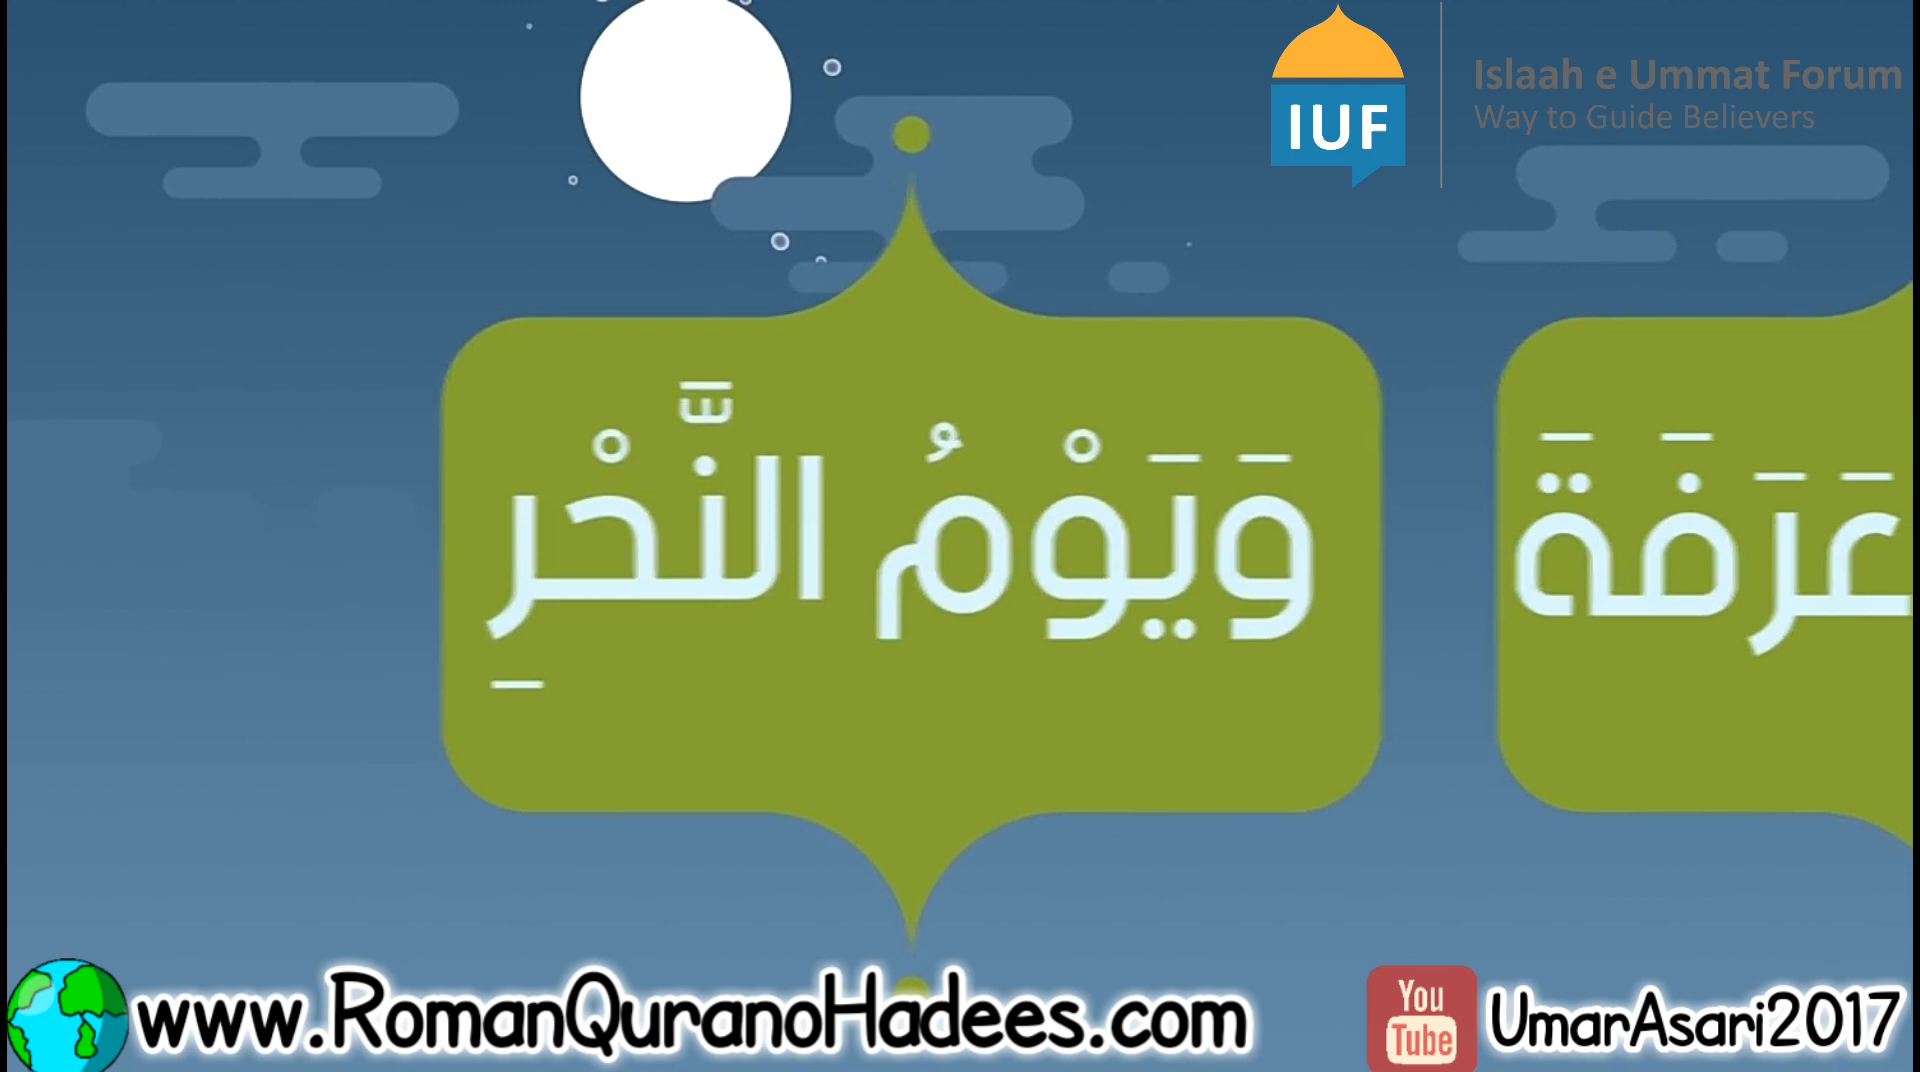 IUF
Islaah e Ummat Forum
Way to Guide Believers
عَرَفَةَ
وَيَوْمُ النَّحْرِ
www.RomanQuranoHadees.com
You
Tube
UmarAsari2017